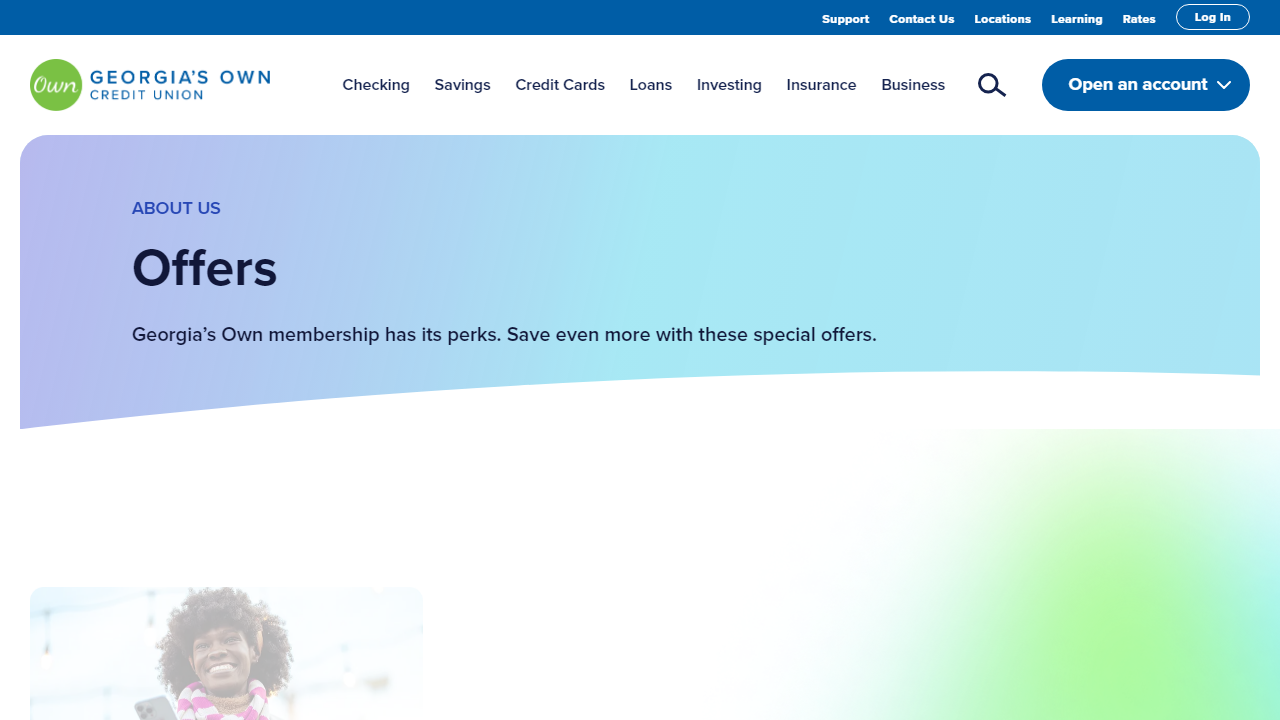 Support Contact Us Locations Learning Rates Log In
Own GEORGIA'S OWN
CREDIT UNION
Checking Savings Credit Cards Loans Investing Insurance Business Open an account
ABOUT US
Offers
Georgia’s Own membership has its perks. Save even more with these special offers.